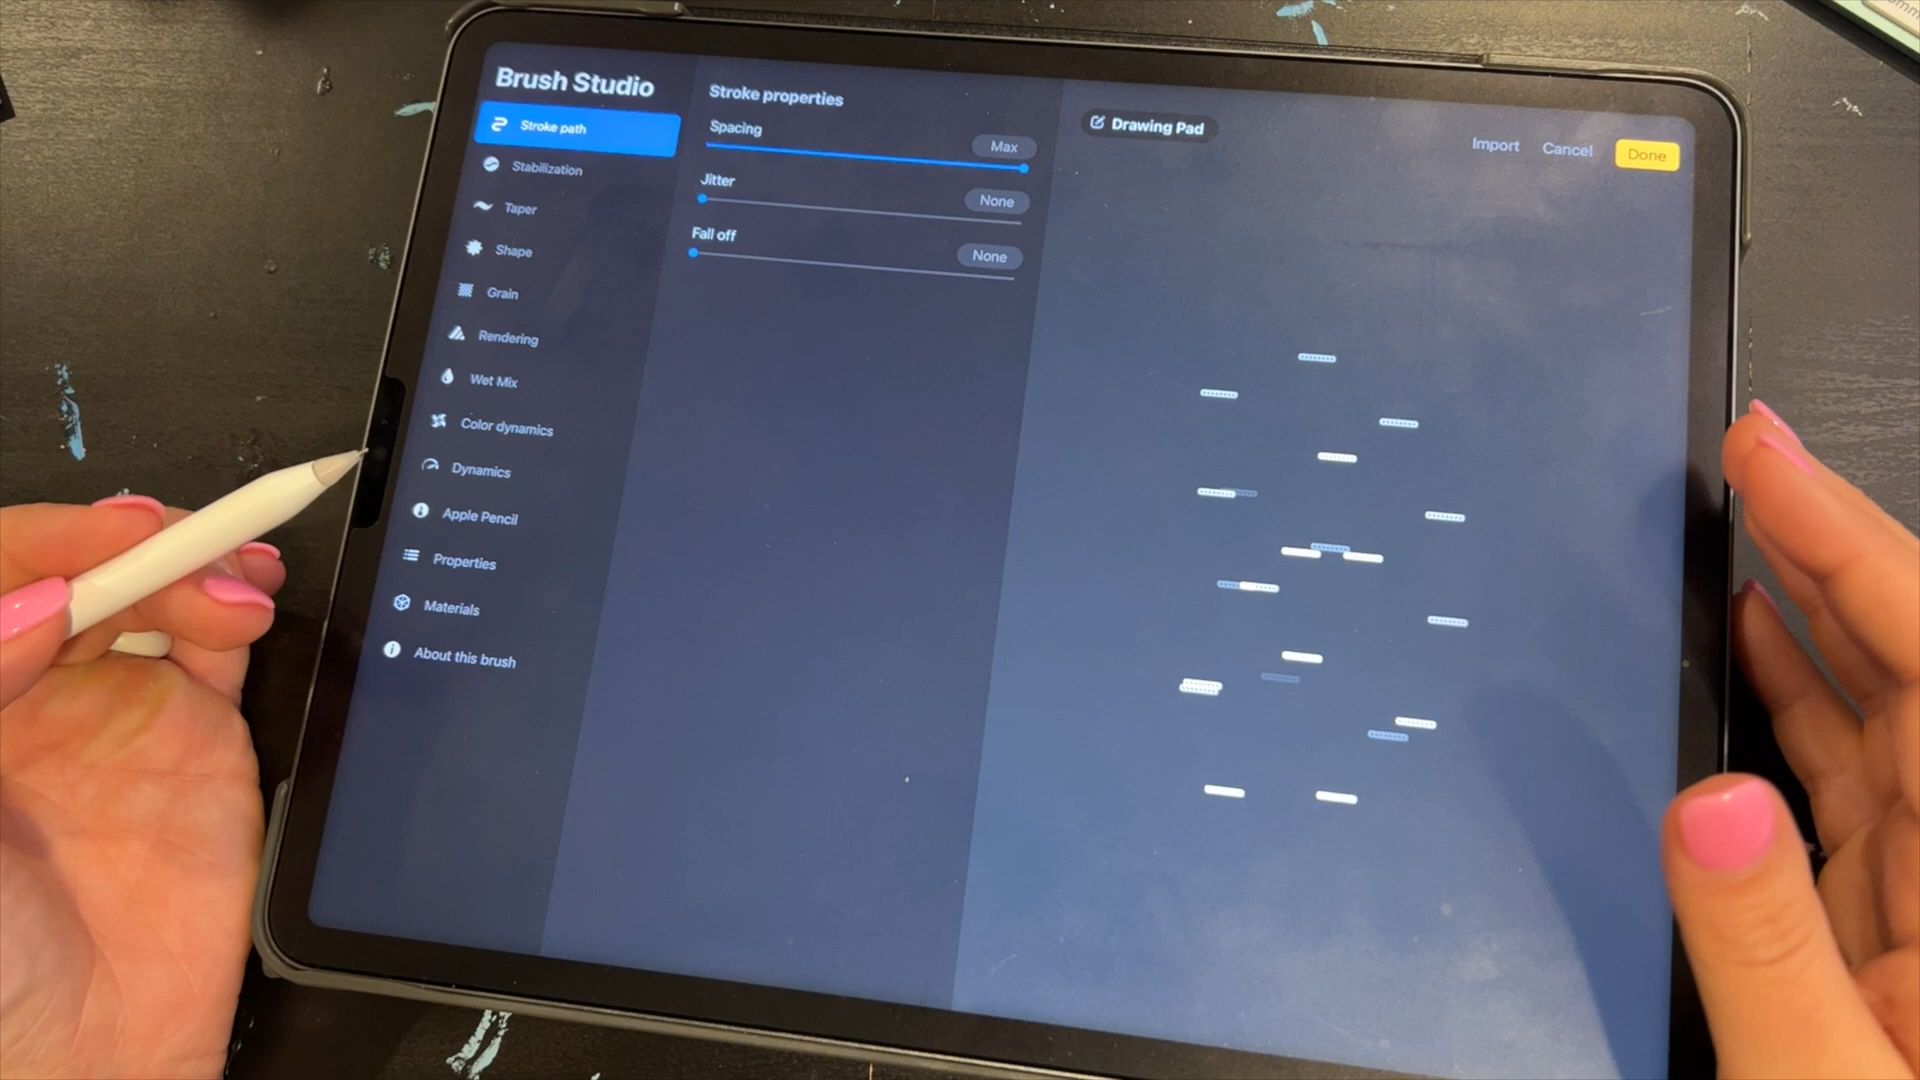 Brush Studio
Stroke path
Stabilization
Taper
Shape
Grain
Rendering
Wet Mix
Color dynamics
Dynamics
Apple Pencil
Properties
Materials
About this brush
Stroke properties
Spacing
Max
Jitter
None
Fall off
None
Drawing Pad
Import
Cancel
Done